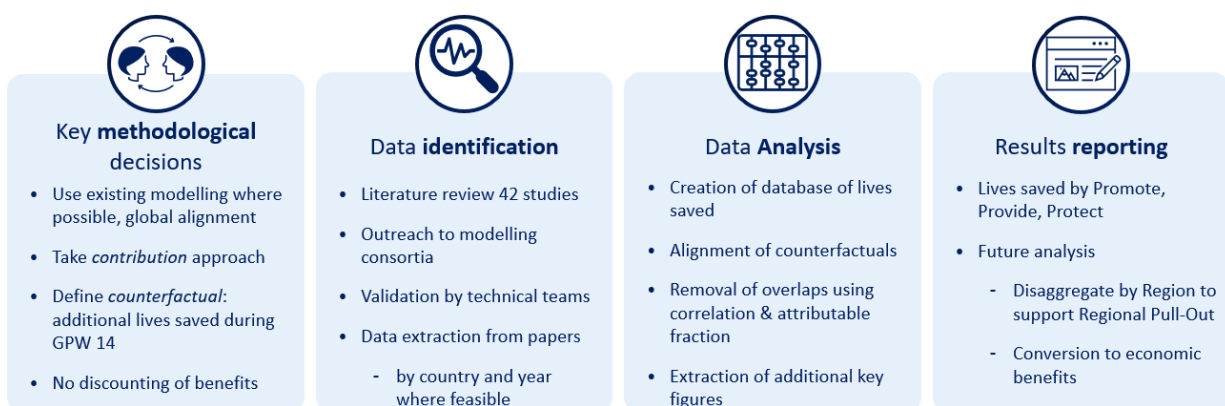 Key methodological
decisions
• Use existing modelling where
possible, global alignment
• Take contribution approach
• Define counterfactual:
additional lives saved during
GPW 14
• No discounting of benefits
Data identification
• Literature review 42 studies
• Outreach to modelling
consortia
• Validation by technical teams
• Data extraction from papers
- by country and year
where feasible
Data Analysis
• Creation of database of lives
saved
• Alignment of counterfactuals
• Removal of overlaps using
correlation & attributable
fraction
• Extraction of additional key
figures
Results reporting
• Lives saved by Promote,
Provide, Protect
• Future analysis
- Disaggregate by Region to
support Regional Pull-Out
- Conversion to economic
benefits